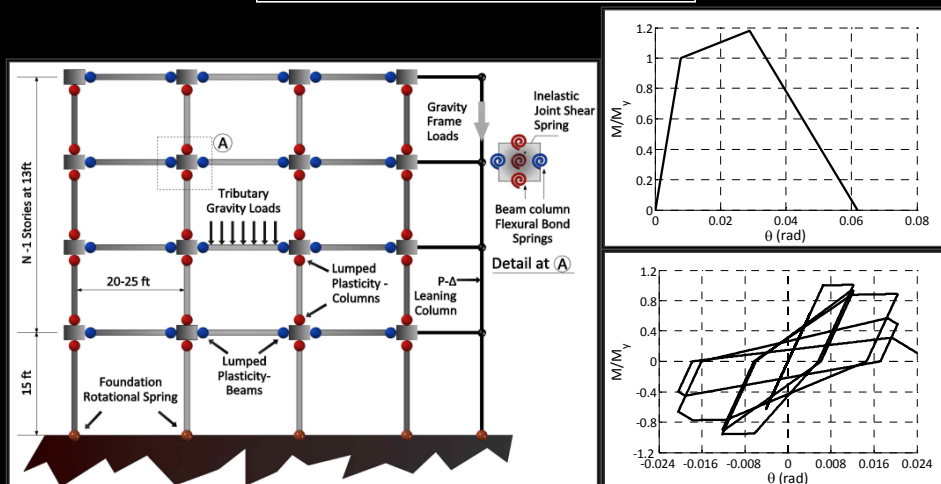 N -1 Stories at 13ft
15 ft
20-25 ft
A
Tributary
Gravity Loads
Lumped
Plasticity -
Columns
Lumped
Plasticity-
Beams
Foundation
Rotational Spring
Gravity
Frame
Loads
P-Δ
Leaning
Column
Inelastic
Joint Shear
Spring
Beam column
Flexural Bond
Springs
Detail at A
M/My
1.2
1
0.8
0.6
0.4
0.2
0
0 0.02 0.04 0.06 0.08
θ (rad)
M/My
1.2
0.8
0.4
0
-0.4
-0.8
-1.2
-0.024 -0.016 -0.008 0 0.008 0.016 0.024
θ (rad)